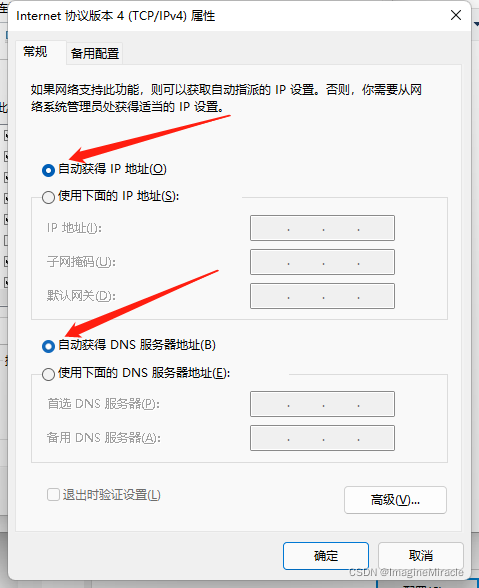 Internet 协议版本 4 (TCP/IPv4) 属性
常规
备用配置
如果网络支持此功能，则可以获取自动指派的 IP 设置。否则，你需要从网
络系统管理员处获得适当的 IP 设置。
自动获得 IP 地址(O)
使用下面的 IP 地址(S):
IP 地址(I):
子网掩码(U):
默认网关(D):
自动获得 DNS 服务器地址(B)
使用下面的 DNS 服务器地址(E):
首选 DNS 服务器(P):
备用 DNS 服务器(A):
退出时验证设置(L)
高级(V)...
确定
取消
CSDN @ImagineMiracle